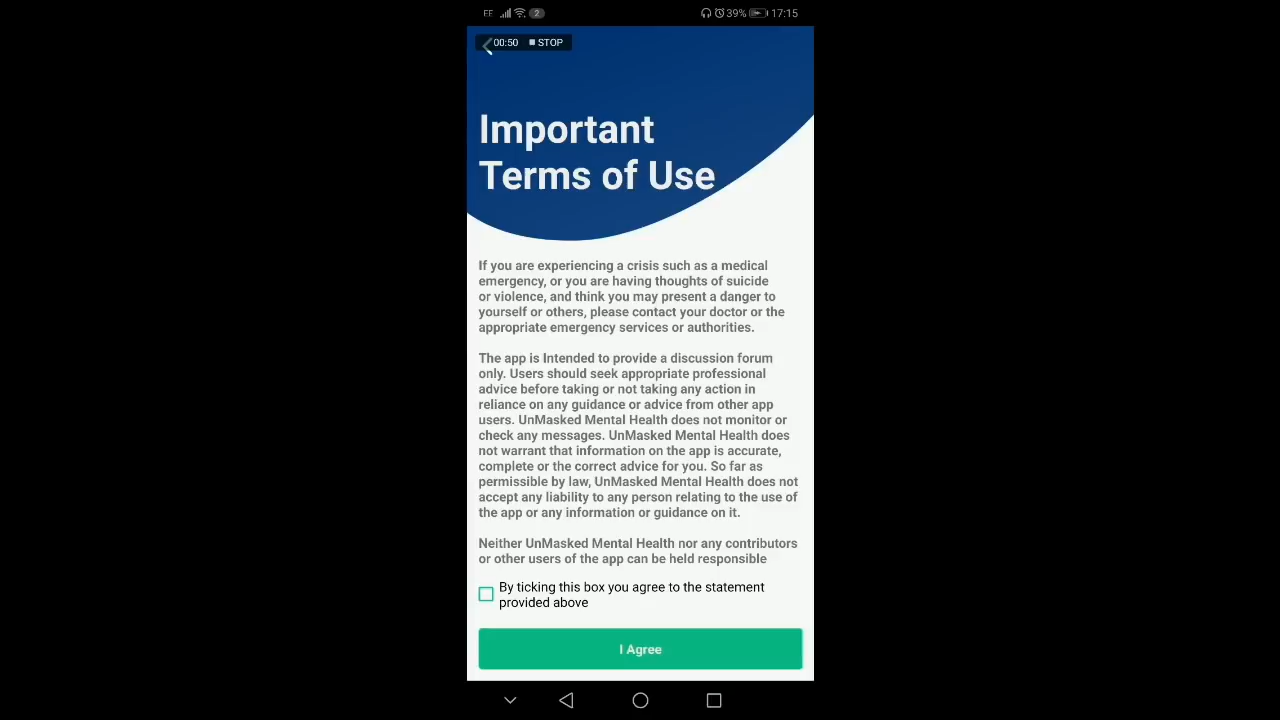 EE 2 39% 17:15
00:50 STOP
Important
Terms of Use
If you are experiencing a crisis such as a medical
emergency, or you are having thoughts of suicide
or violence, and think you may present a danger to
yourself or others, please contact your doctor or the
appropriate emergency services or authorities.
The app is Intended to provide a discussion forum
only. Users should seek appropriate professional
advice before taking or not taking any action in
reliance on any guidance or advice from other app
users. UnMasked Mental Health does not monitor or
check any messages. UnMasked Mental Health does
not warrant that information on the app is accurate,
complete or the correct advice for you. So far as
permissible by law, UnMasked Mental Health does not
accept any liability to any person relating to the use of
the app or any information or guidance on it.
Neither UnMasked Mental Health nor any contributors
or other users of the app can be held responsible
By ticking this box you agree to the statement
provided above
I Agree